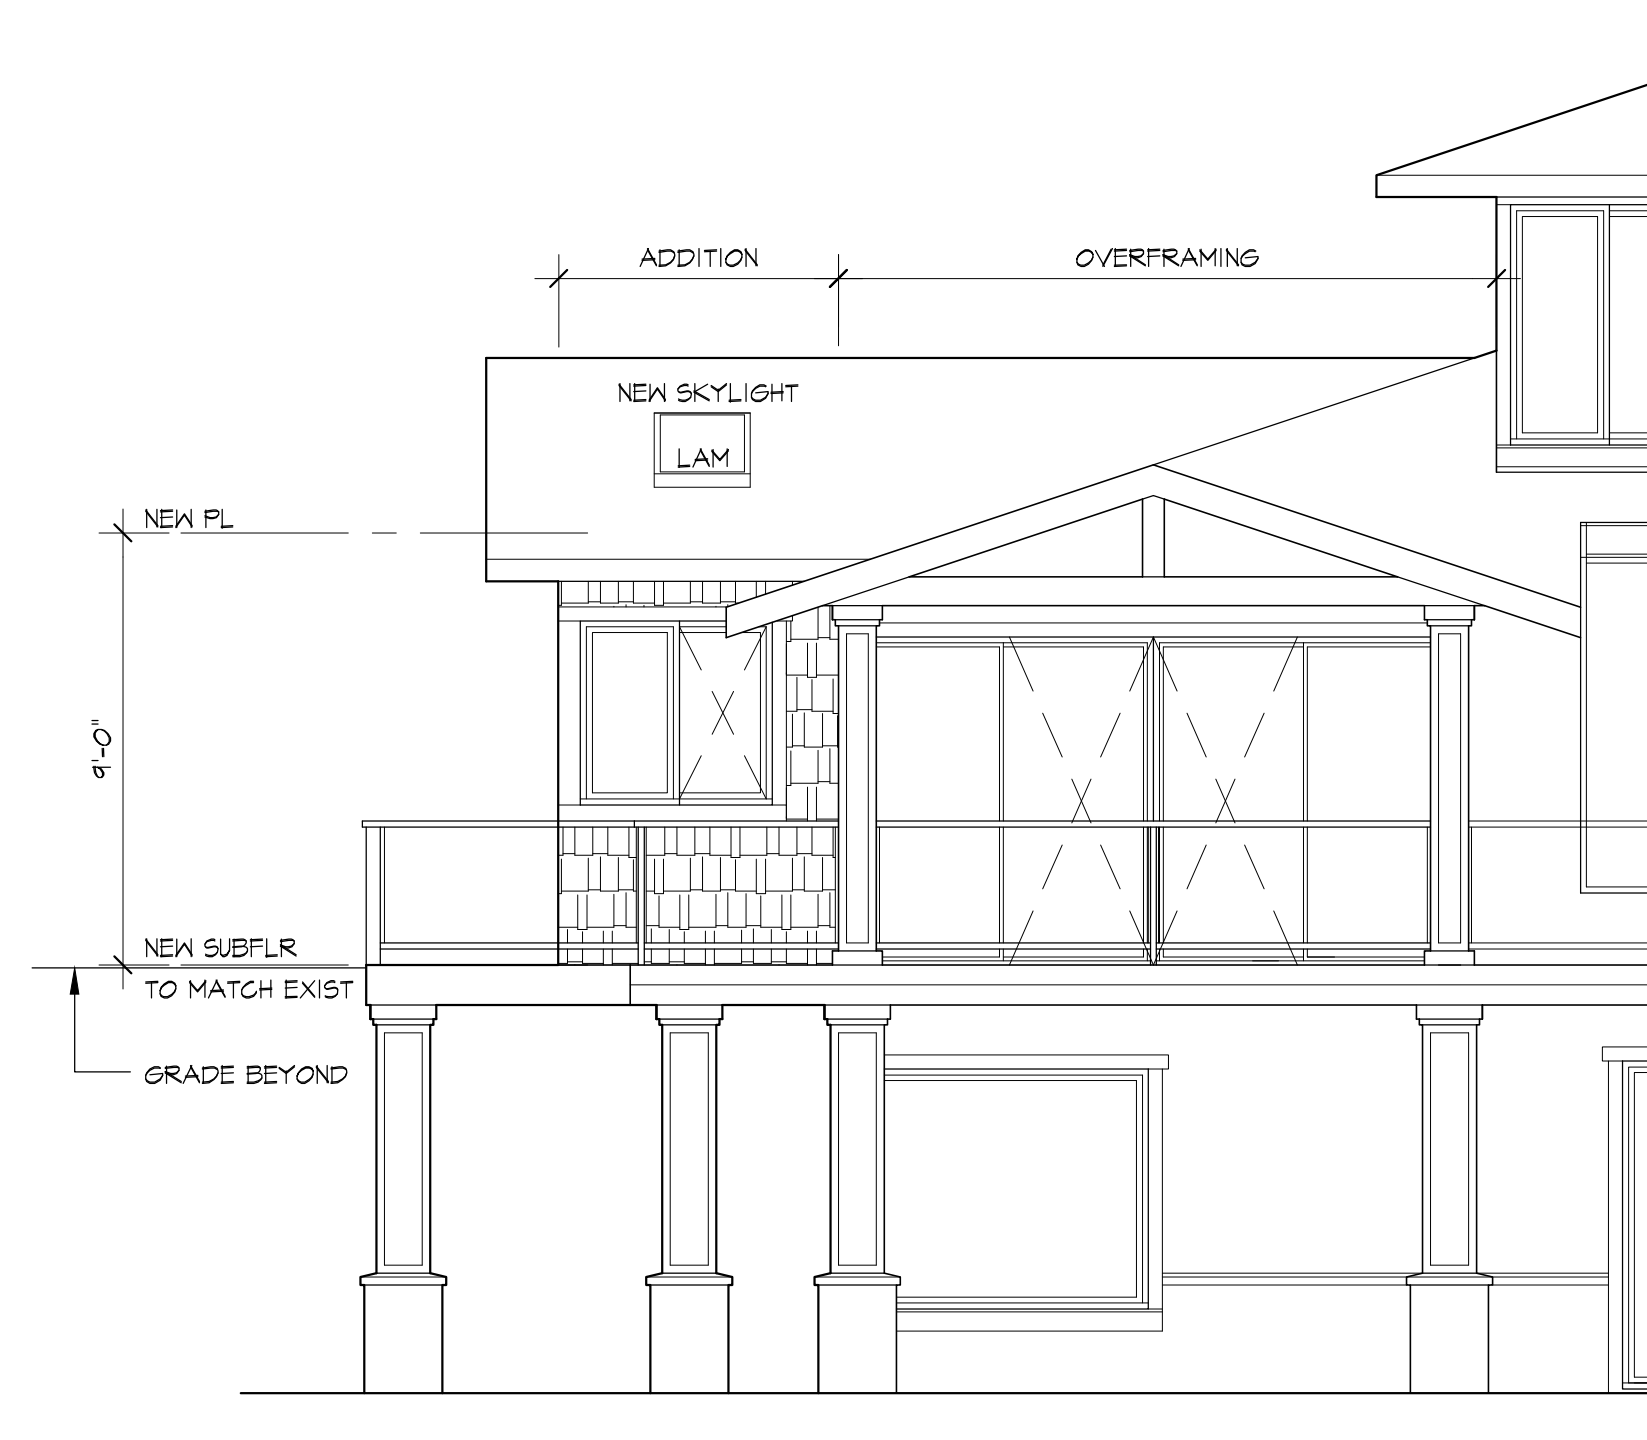 ADDITION
OVERFRAMING
NEW SKYLIGHT
LAM
NEW PL
9'-0"
NEW SUBFLR
TO MATCH EXIST
GRADE BEYOND